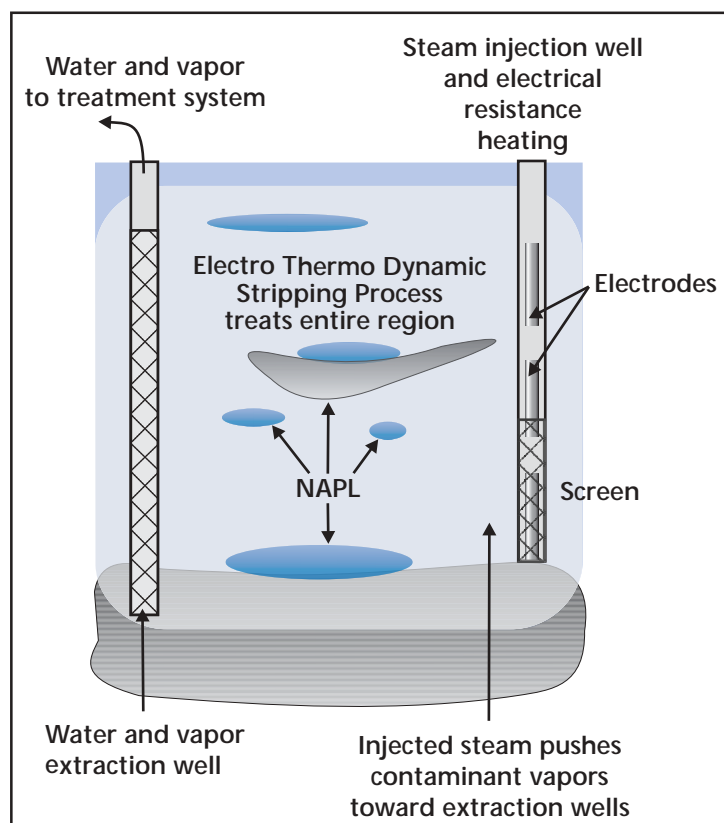 Water and vapor
to treatment system
Steam injection well
and electrical
resistance
heating
Electro Thermo Dynamic
Stripping Process
treats entire region
Electrodes
NAPL
Screen
Water and vapor
extraction well
Injected steam pushes
contaminant vapors
toward extraction wells